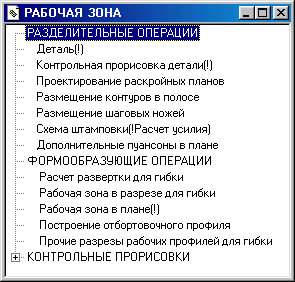 РАБОЧАЯ ЗОНА
РАЗДЕЛИТЕЛЬНЫЕ ОПЕРАЦИИ
Деталь(!)
Контрольная прорисовка детали(!)
Проектирование раскройных планов
Размещение контуров в полосе
Размещение шаговых ножей
Схема штамповки(!Расчет усилия)
Дополнительные пуансоны в плане
ФОРМООБРАЗУЮЩИЕ ОПЕРАЦИИ
Расчет развертки для гибки
Рабочая зона в разрезе для гибки
Рабочая зона в плане(!)
Построение отбортовочного профиля
Прочие разрезы рабочих профилей для гибки
КОНТРОЛЬНЫЕ ПРОРИСОВКИ